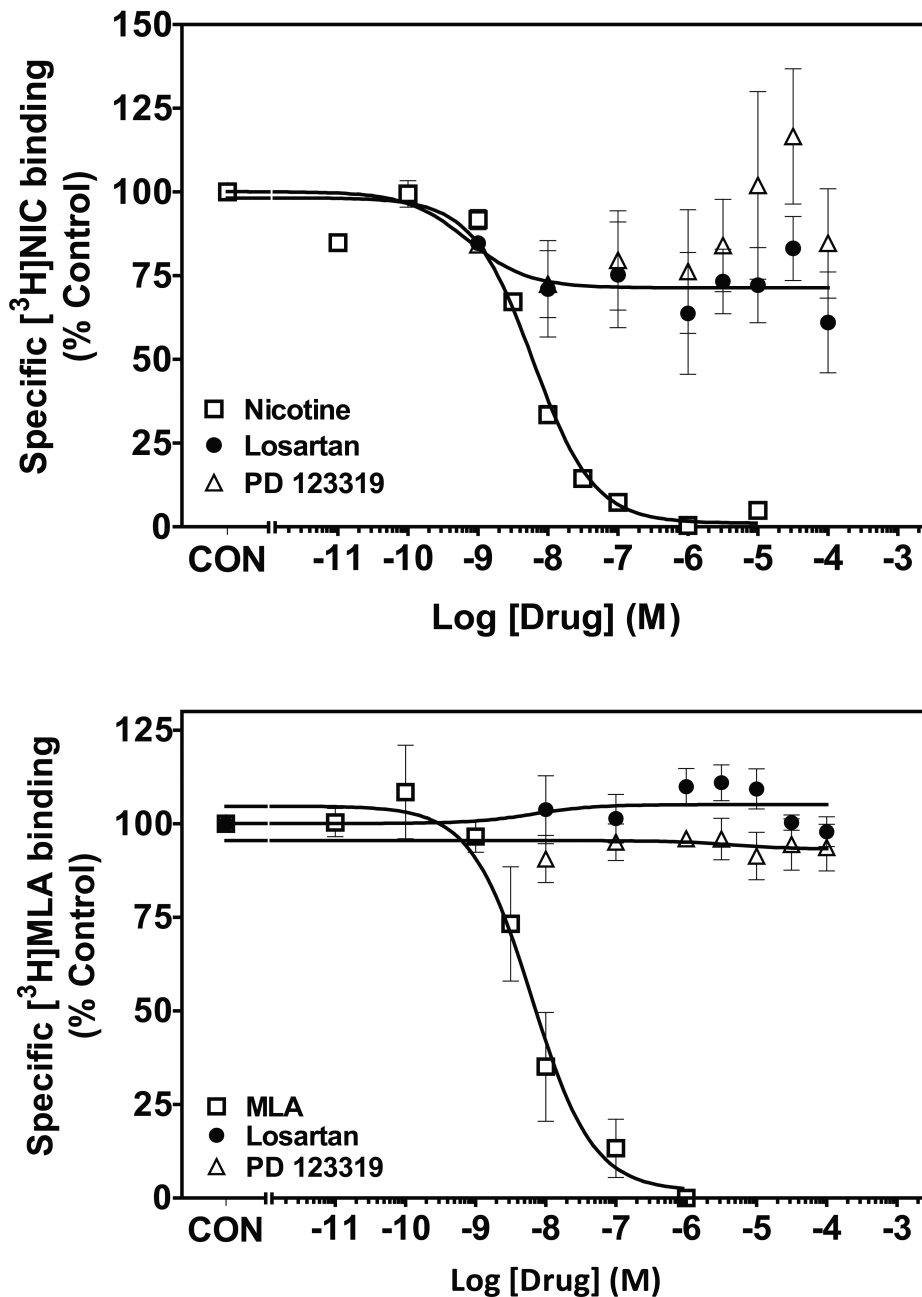 Specific [³H]NIC binding
(% Control)
150
125
100
75
50
25
0
Nicotine
Losartan
PD 123319
CON -11 -10 -9 -8 -7 -6 -5 -4 -3
Log [Drug] (M)
Specific [³H]MLA binding
(% Control)
125
100
75
50
25
0
MLA
Losartan
PD 123319
CON -11 -10 -9 -8 -7 -6 -5 -4 -3
Log [Drug] (M)